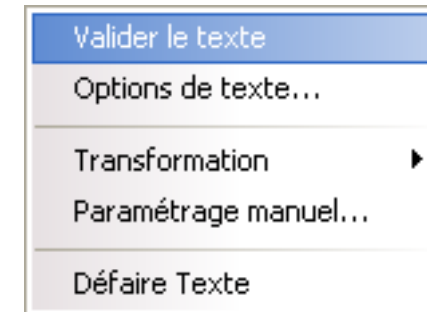 Valider le texte
Options de texte...
Transformation
Paramétrage manuel...
Défaire Texte